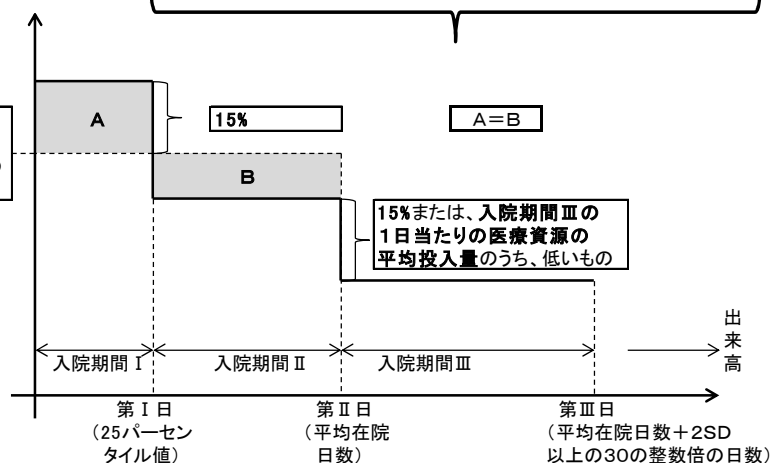 A
15%
A=B
B
15%または、入院期間Ⅲの
1日当たりの医療資源の
平均投入量のうち、低いもの
出
来
高
入院期間Ⅰ
入院期間Ⅱ
入院期間Ⅲ
第Ⅰ日
(25パーセン
タイル値)
第Ⅱ日
(平均在院
日数)
第Ⅲ日
(平均在院日数+2SD
以上の30の整数倍の日数)